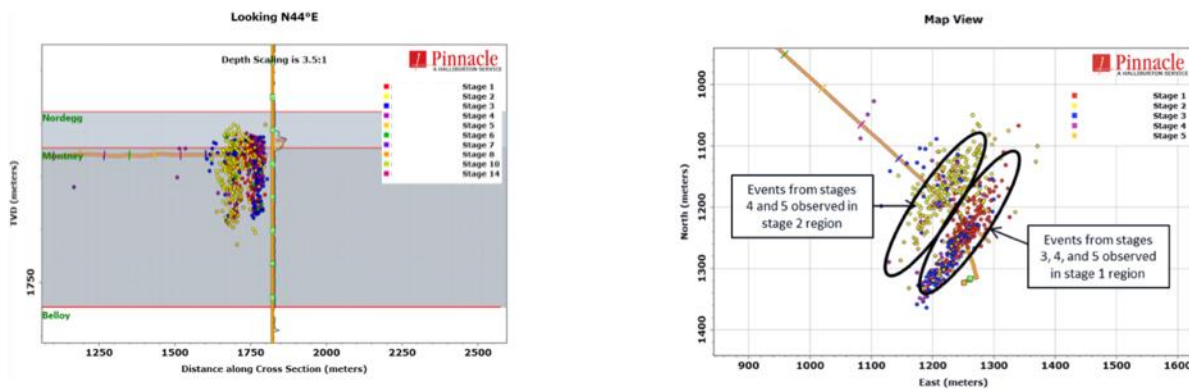 Looking N44°E
Depth Scaling is 3.5:1
Pinnacle
A HALLIBURTON SERVICE
Stage 1
Stage 2
Stage 3
Stage 4
Stage 5
Stage 6
Stage 7
Stage 8
Stage 10
Stage 14
Nordegg
Montney
Belloy
TVD (meters)
1750
1250
1500
1750
2000
2250
2500
Distance along Cross Section (meters)
Map View
Pinnacle
A HALLIBURTON SERVICE
Stage 1
Stage 2
Stage 3
Stage 4
Stage 5
Events from stages
4 and 5 observed in
stage 2 region
Events from stages
3, 4, and 5 observed
in stage 1 region
North (meters)
1000
1100
1200
1300
1400
900
1000
1100
1200
1300
1400
1500
1600
East (meters)